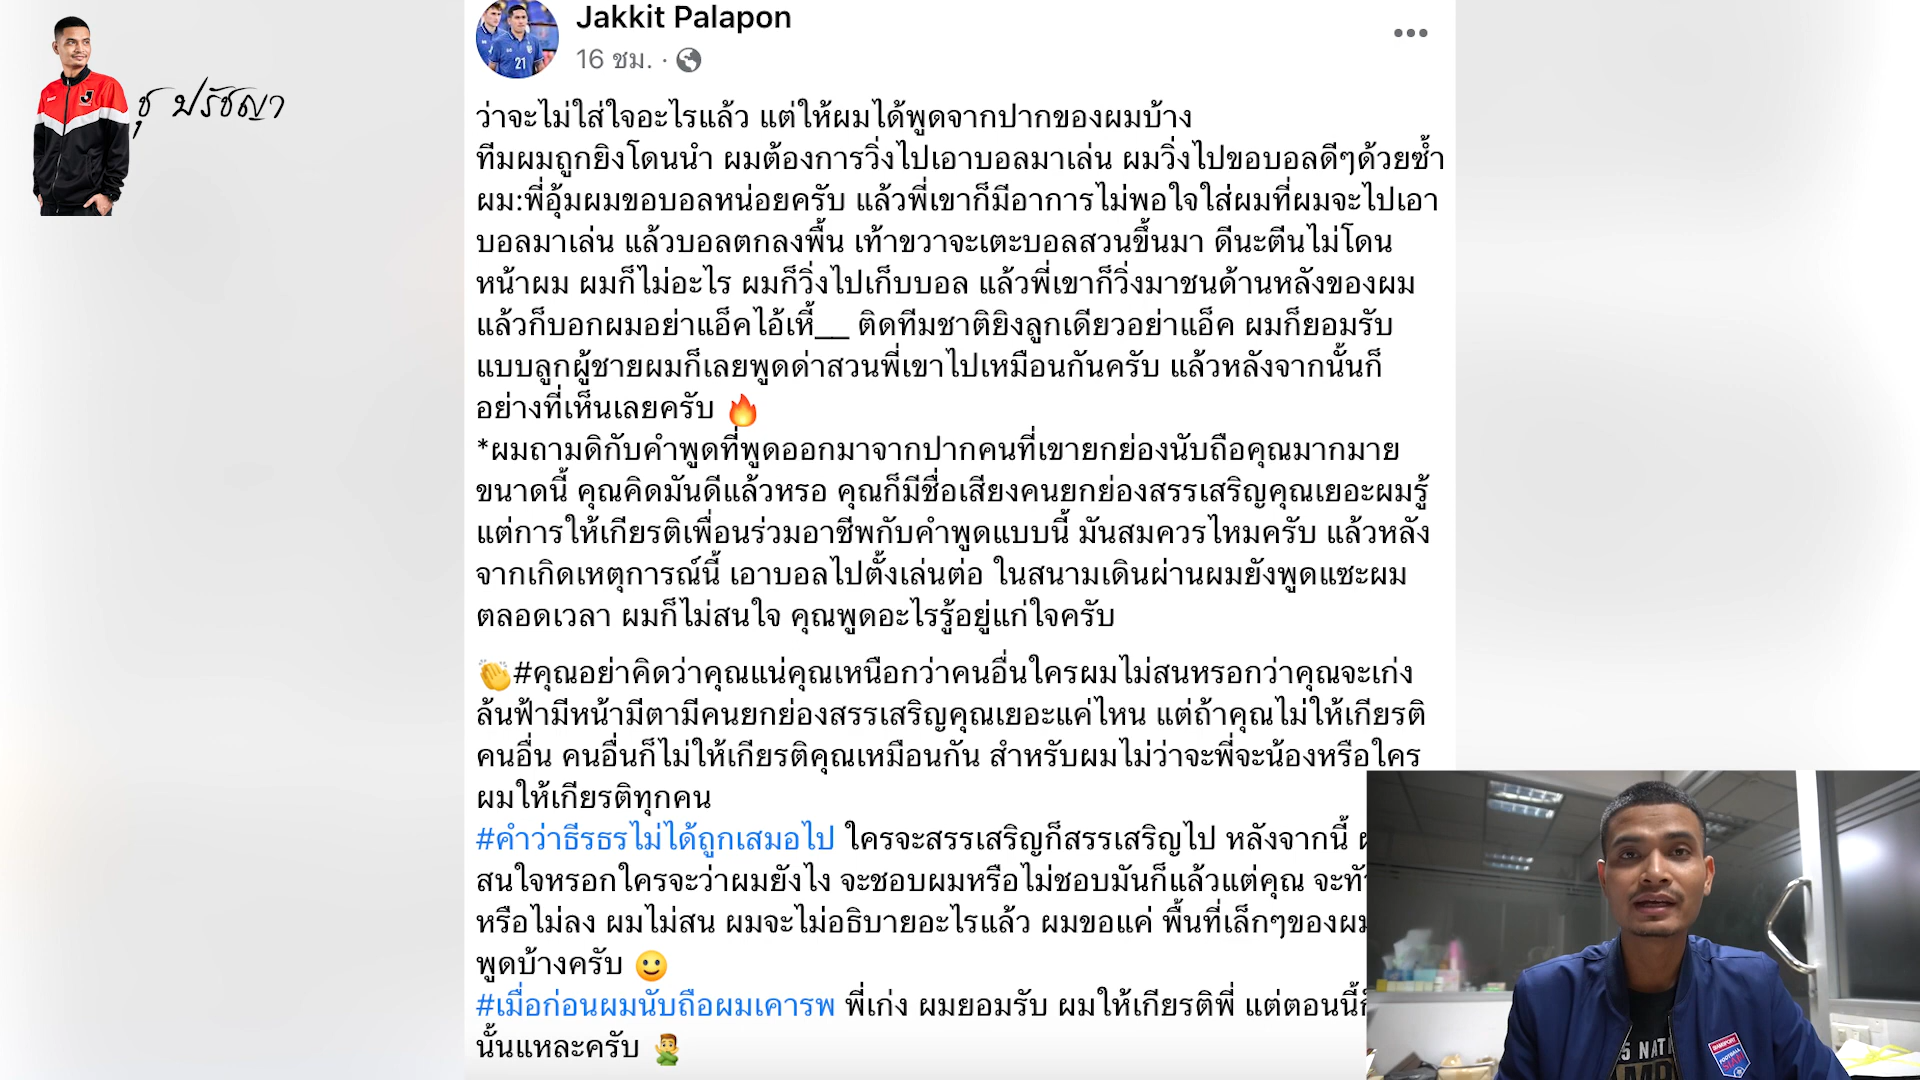 ชุ ปรัชญา
Jakkit Palapon
16 ชม. ·
ว่าจะไม่ใส่ใจอะไรแล้ว แต่ให้ผมได้พูดจากปากของผมบ้าง
ทีมผมถูกยิงโดนนำ ผมต้องการวิ่งไปเอาบอลมาเล่น ผมวิ่งไปขอบอลดีๆด้วยซ้ำ
ผม:พี่อุ้มผมขอบอลหน่อยครับ แล้วพี่เขาก็มีอาการไม่พอใจใส่ผมที่ผมจะไปเอา
บอลมาเล่น แล้วบอลตกลงพื้น เท้าขวาจะเตะบอลสวนขึ้นมา ดีนะตีนไม่โดน
หน้าผม ผมก็ไม่อะไร ผมก็วิ่งไปเก็บบอล แล้วพี่เขาก็วิ่งมาชนด้านหลังของผม
แล้วก็บอกผมอย่าแอ็คไอ้เหี้__ ติดทีมชาติยิงลูกเดียวอย่าแอ็ค ผมก็ยอมรับ
แบบลูกผู้ชายผมก็เลยพูดด่าสวนพี่เขาไปเหมือนกันครับ แล้วหลังจากนั้นก็
อย่างที่เห็นเลยครับ 🔥
*ผมถามดิกับคำพูดที่พูดออกมาจากปากคนที่เขายกย่องนับถือคุณมากมาย
ขนาดนี้ คุณคิดมันดีแล้วหรอ คุณก็มีชื่อเสียงคนยกย่องสรรเสริญคุณเยอะผมรู้
แต่การให้เกียรติเพื่อนร่วมอาชีพกับคำพูดแบบนี้ มันสมควรไหมครับ แล้วหลัง
จากเกิดเหตุการณ์นี้ เอาบอลไปตั้งเล่นต่อ ในสนามเดินผ่านผมยังพูดแซะผม
ตลอดเวลา ผมก็ไม่สนใจ คุณพูดอะไรรู้อยู่แก่ใจครับ
👏#คุณอย่าคิดว่าคุณแน่คุณเหนือกว่าคนอื่นใครผมไม่สนหรอกว่าคุณจะเก่ง
ล้นฟ้ามีหน้ามีตามีคนยกย่องสรรเสริญคุณเยอะแค่ไหน แต่ถ้าคุณไม่ให้เกียรติ
คนอื่น คนอื่นก็ไม่ให้เกียรติคุณเหมือนกัน สำหรับผมไม่ว่าจะพี่จะน้องหรือใคร
ผมให้เกียรติทุกคน
#คำว่าธีรธรไม่ได้ถูกเสมอไป ใครจะสรรเสริญก็สรรเสริญไป หลังจากนี้
สนใจหรอกใครจะว่าผมยังไง จะชอบผมหรือไม่ชอบมันก็แล้วแต่คุณ จะ
หรือไม่ลง ผมไม่สน ผมจะไม่อธิบายอะไรแล้ว ผมขอแค่ พื้นที่เล็กๆของผม
พูดบ้างครับ 🙂
#เมื่อก่อนผมนับถือผมเคารพ พี่เก่ง ผมยอมรับ ผมให้เกียรติพี่ แต่ตอนนี้
นั้นแหละครับ 🙅‍♂️